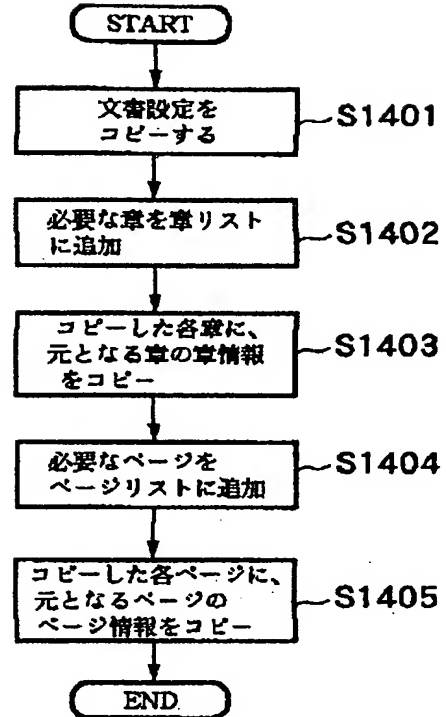 START
文書設定を
コピーする
S1401
必要な章を章リスト
に追加
S1402
コピーした各章に、
元となる章の章情報
をコピー
S1403
必要なページを
ページリストに追加
S1404
コピーした各ページに、
元となるページの
ページ情報をコピー
S1405
END